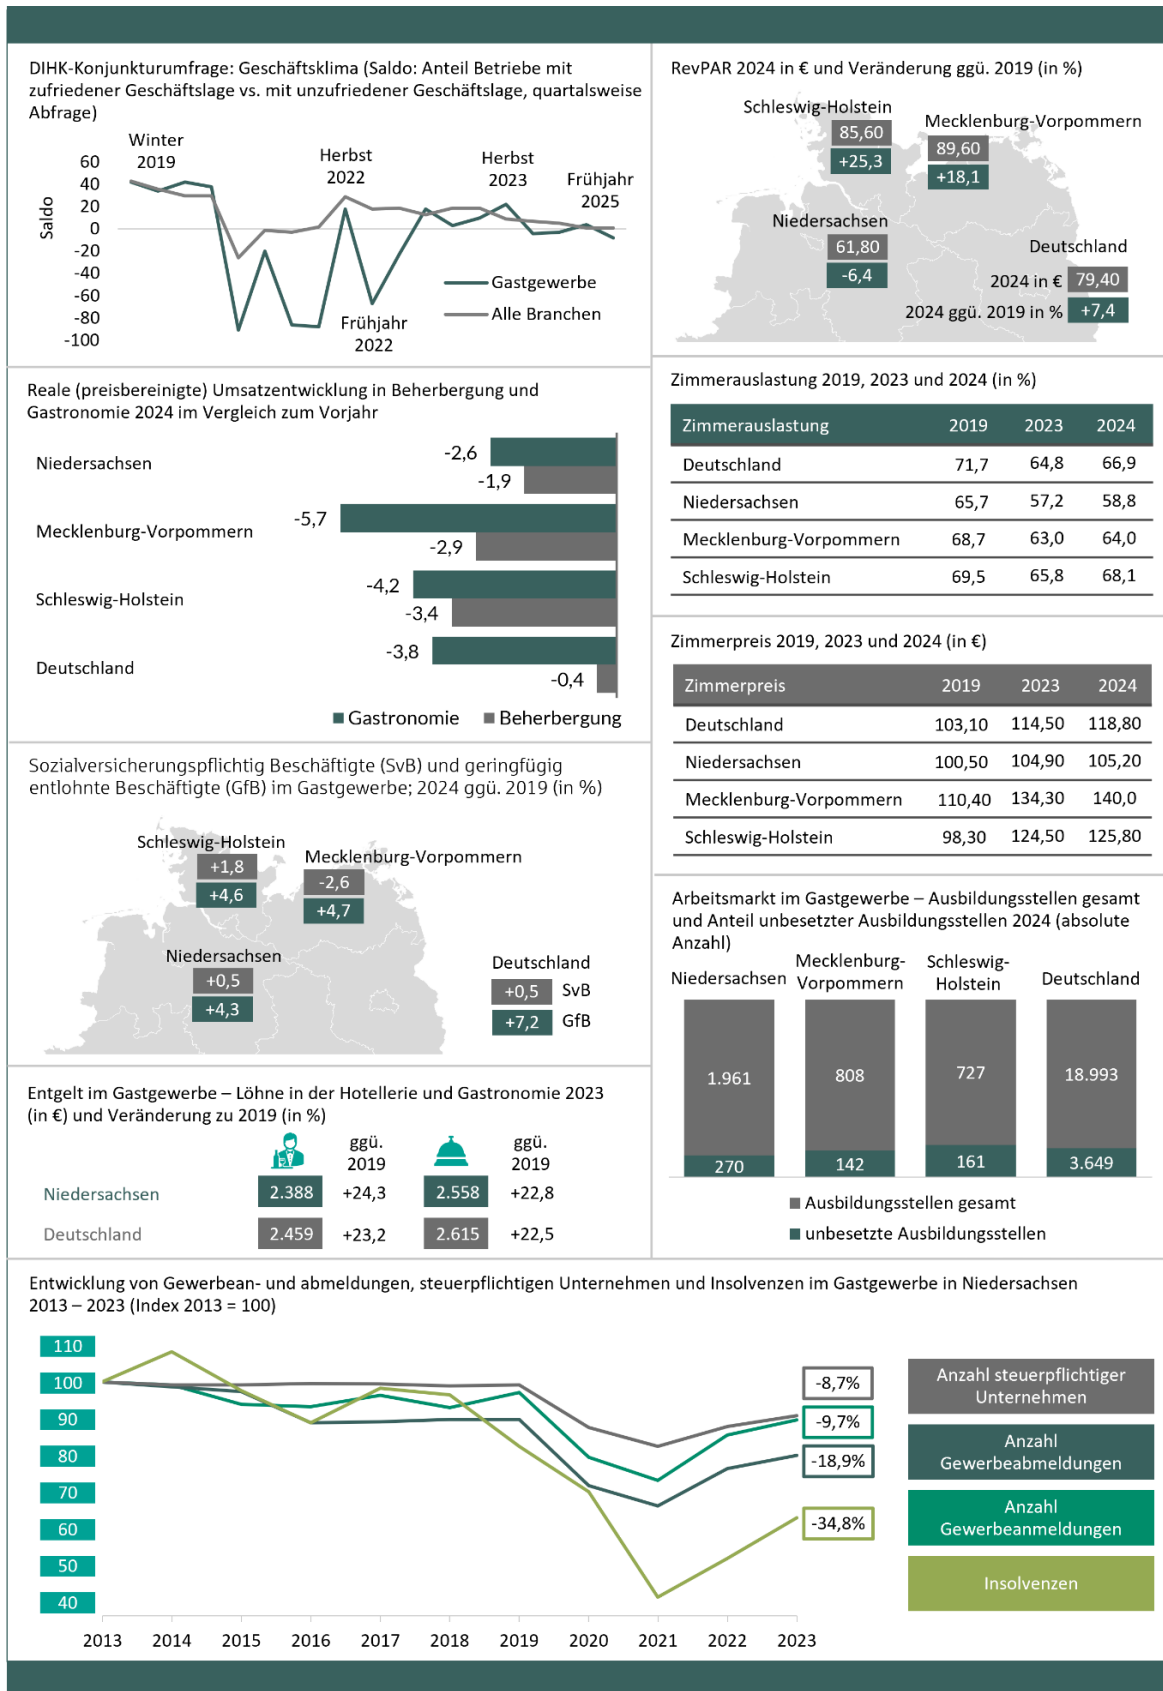 DIHK-Konjunkturumfrage: Geschäftsklima (Saldo: Anteil Betriebe mit
zufriedener Geschäftslage vs. mit unzufriedener Geschäftslage, quartalsweise
Abfrage)
Winter
2019
Herbst
2022
Herbst
2023
Frühjahr
2025
Saldo
60
40
20
0
-20
-40
-60
-80
-100
Gastgewerbe
Alle Branchen
Frühjahr
2022
RevPAR 2024 in € und Veränderung ggü. 2019 (in %)
Schleswig-Holstein
85,60
+25,3
Mecklenburg-Vorpommern
89,60
+18,1
Niedersachsen
61,80
-6,4
Deutschland
2024 in € 79,40
2024 ggü. 2019 in % +7,4
Reale (preisbereinigte) Umsatzentwicklung in Beherbergung und
Gastronomie 2024 im Vergleich zum Vorjahr
Niedersachsen
-2,6
-1,9
Mecklenburg-Vorpommern
-5,7
-2,9
Schleswig-Holstein
-4,2
-3,4
Deutschland
-3,8
-0,4
Gastronomie Beherbergung
Zimmerauslastung 2019, 2023 und 2024 (in %)
Zimmerauslastung 2019 2023 2024
Deutschland 71,7 64,8 66,9
Niedersachsen 65,7 57,2 58,8
Mecklenburg-Vorpommern 68,7 63,0 64,0
Schleswig-Holstein 69,5 65,8 68,1
Zimmerpreis 2019, 2023 und 2024 (in €)
Zimmerpreis 2019 2023 2024
Deutschland 103,10 114,50 118,80
Niedersachsen 100,50 104,90 105,20
Mecklenburg-Vorpommern 110,40 134,30 140,0
Schleswig-Holstein 98,30 124,50 125,80
Sozialversicherungspflichtig Beschäftigte (SvB) und geringfügig
entlohnte Beschäftigte (GfB) im Gastgewerbe; 2024 ggü. 2019 (in %)
Schleswig-Holstein
+1,8
+4,6
Mecklenburg-Vorpommern
-2,6
+4,7
Niedersachsen
+0,5
+4,3
Deutschland
+0,5 SvB
+7,2 GfB
Arbeitsmarkt im Gastgewerbe – Ausbildungsstellen gesamt
und Anteil unbesetzter Ausbildungsstellen 2024 (absolute
Anzahl)
Niedersachsen
Mecklenburg-
Vorpommern
Schleswig-
Holstein
Deutschland
1.961 808 727 18.993
270 142 161 3.649
Ausbildungsstellen gesamt
unbesetzte Ausbildungsstellen
Entgelt im Gastgewerbe – Löhne in der Hotellerie und Gastronomie 2023
(in €) und Veränderung zu 2019 (in %)
ggü.
2019
ggü.
2019
Niedersachsen 2.388 +24,3 2.558 +22,8
Deutschland 2.459 +23,2 2.615 +22,5
Entwicklung von Gewerbean- und abmeldungen, steuerpflichtigen Unternehmen und Insolvenzen im Gastgewerbe in Niedersachsen
2013 – 2023 (Index 2013 = 100)
110
100
90
80
70
60
50
40
-8,7%
-9,7%
-18,9%
-34,8%
Anzahl steuerpflichtiger
Unternehmen
Anzahl
Gewerbeabmeldungen
Anzahl
Gewerbeanmeldungen
Insolvenzen
2013 2014 2015 2016 2017 2018 2019 2020 2021 2022 2023